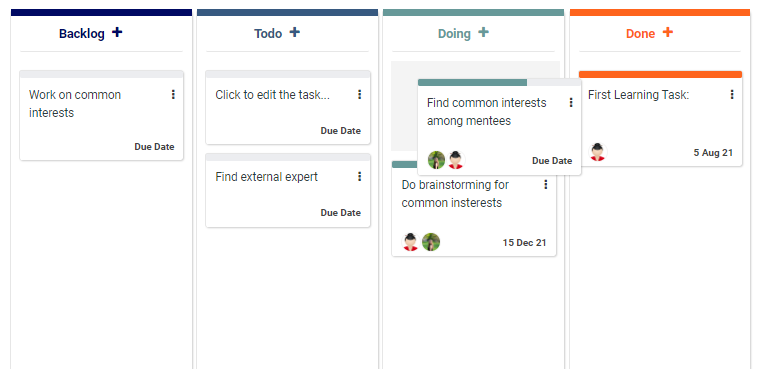 Backlog +
Work on common
interests
Due Date
Todo +
Click to edit the task...
Due Date
Find external expert
Due Date
Doing +
Find common interests
among mentees
Due Date
Do brainstorming for
common insterests
15 Dec 21
Done +
First Learning Task:
5 Aug 21